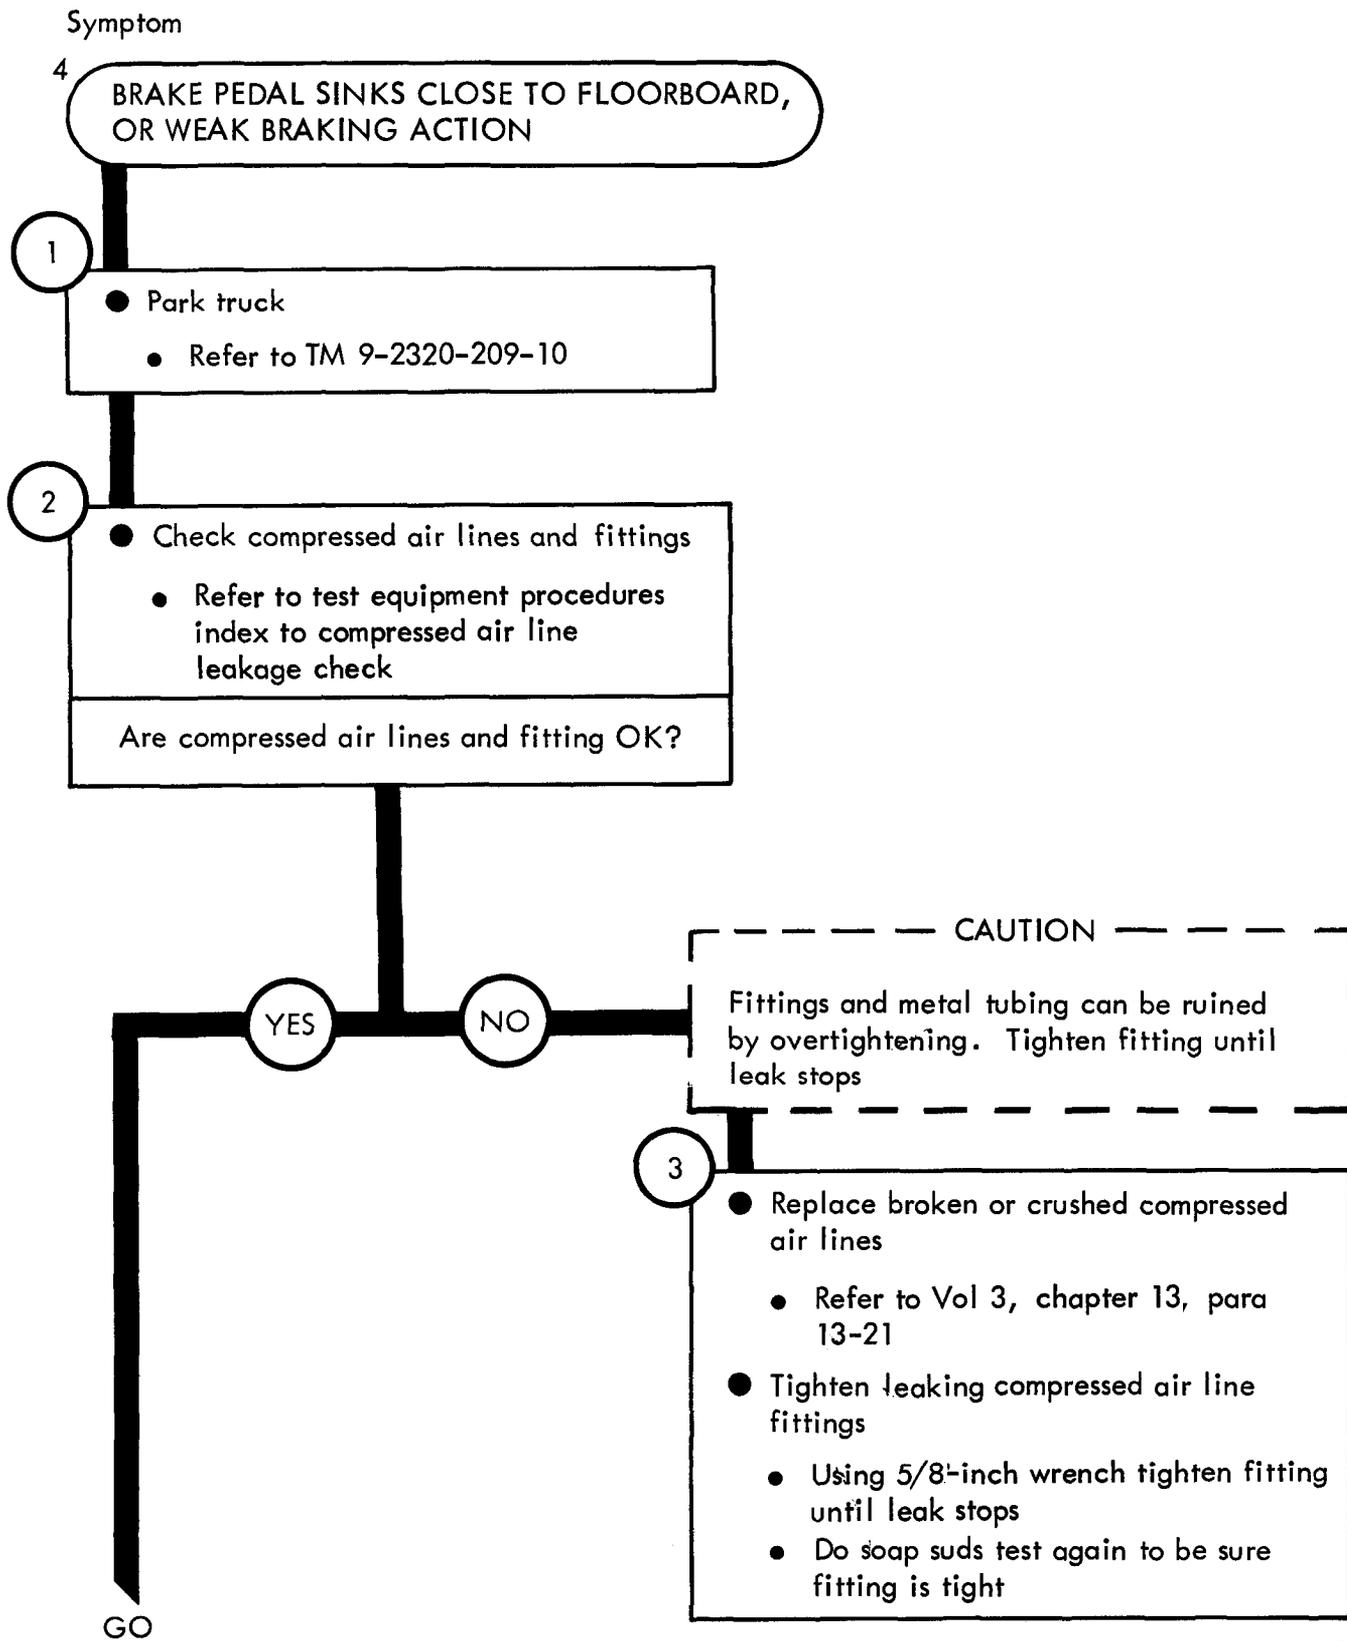 Symptom
4
BRAKE PEDAL SINKS CLOSE TO FLOORBOARD,
OR WEAK BRAKING ACTION
1
● Park truck
● Refer to TM 9-2320-209-10
2
● Check compressed air lines and fittings
● Refer to test equipment procedures
index to compressed air line
leakage check
Are compressed air lines and fitting OK?
YES
NO
CAUTION
Fittings and metal tubing can be ruined
by overtightening. Tighten fitting until
leak stops
3
● Replace broken or crushed compressed
air lines
● Refer to Vol 3, chapter 13, para
13-21
● Tighten leaking compressed air line
fittings
● Using 5/8-inch wrench tighten fitting
until leak stops
● Do soap suds test again to be sure
fitting is tight
GO